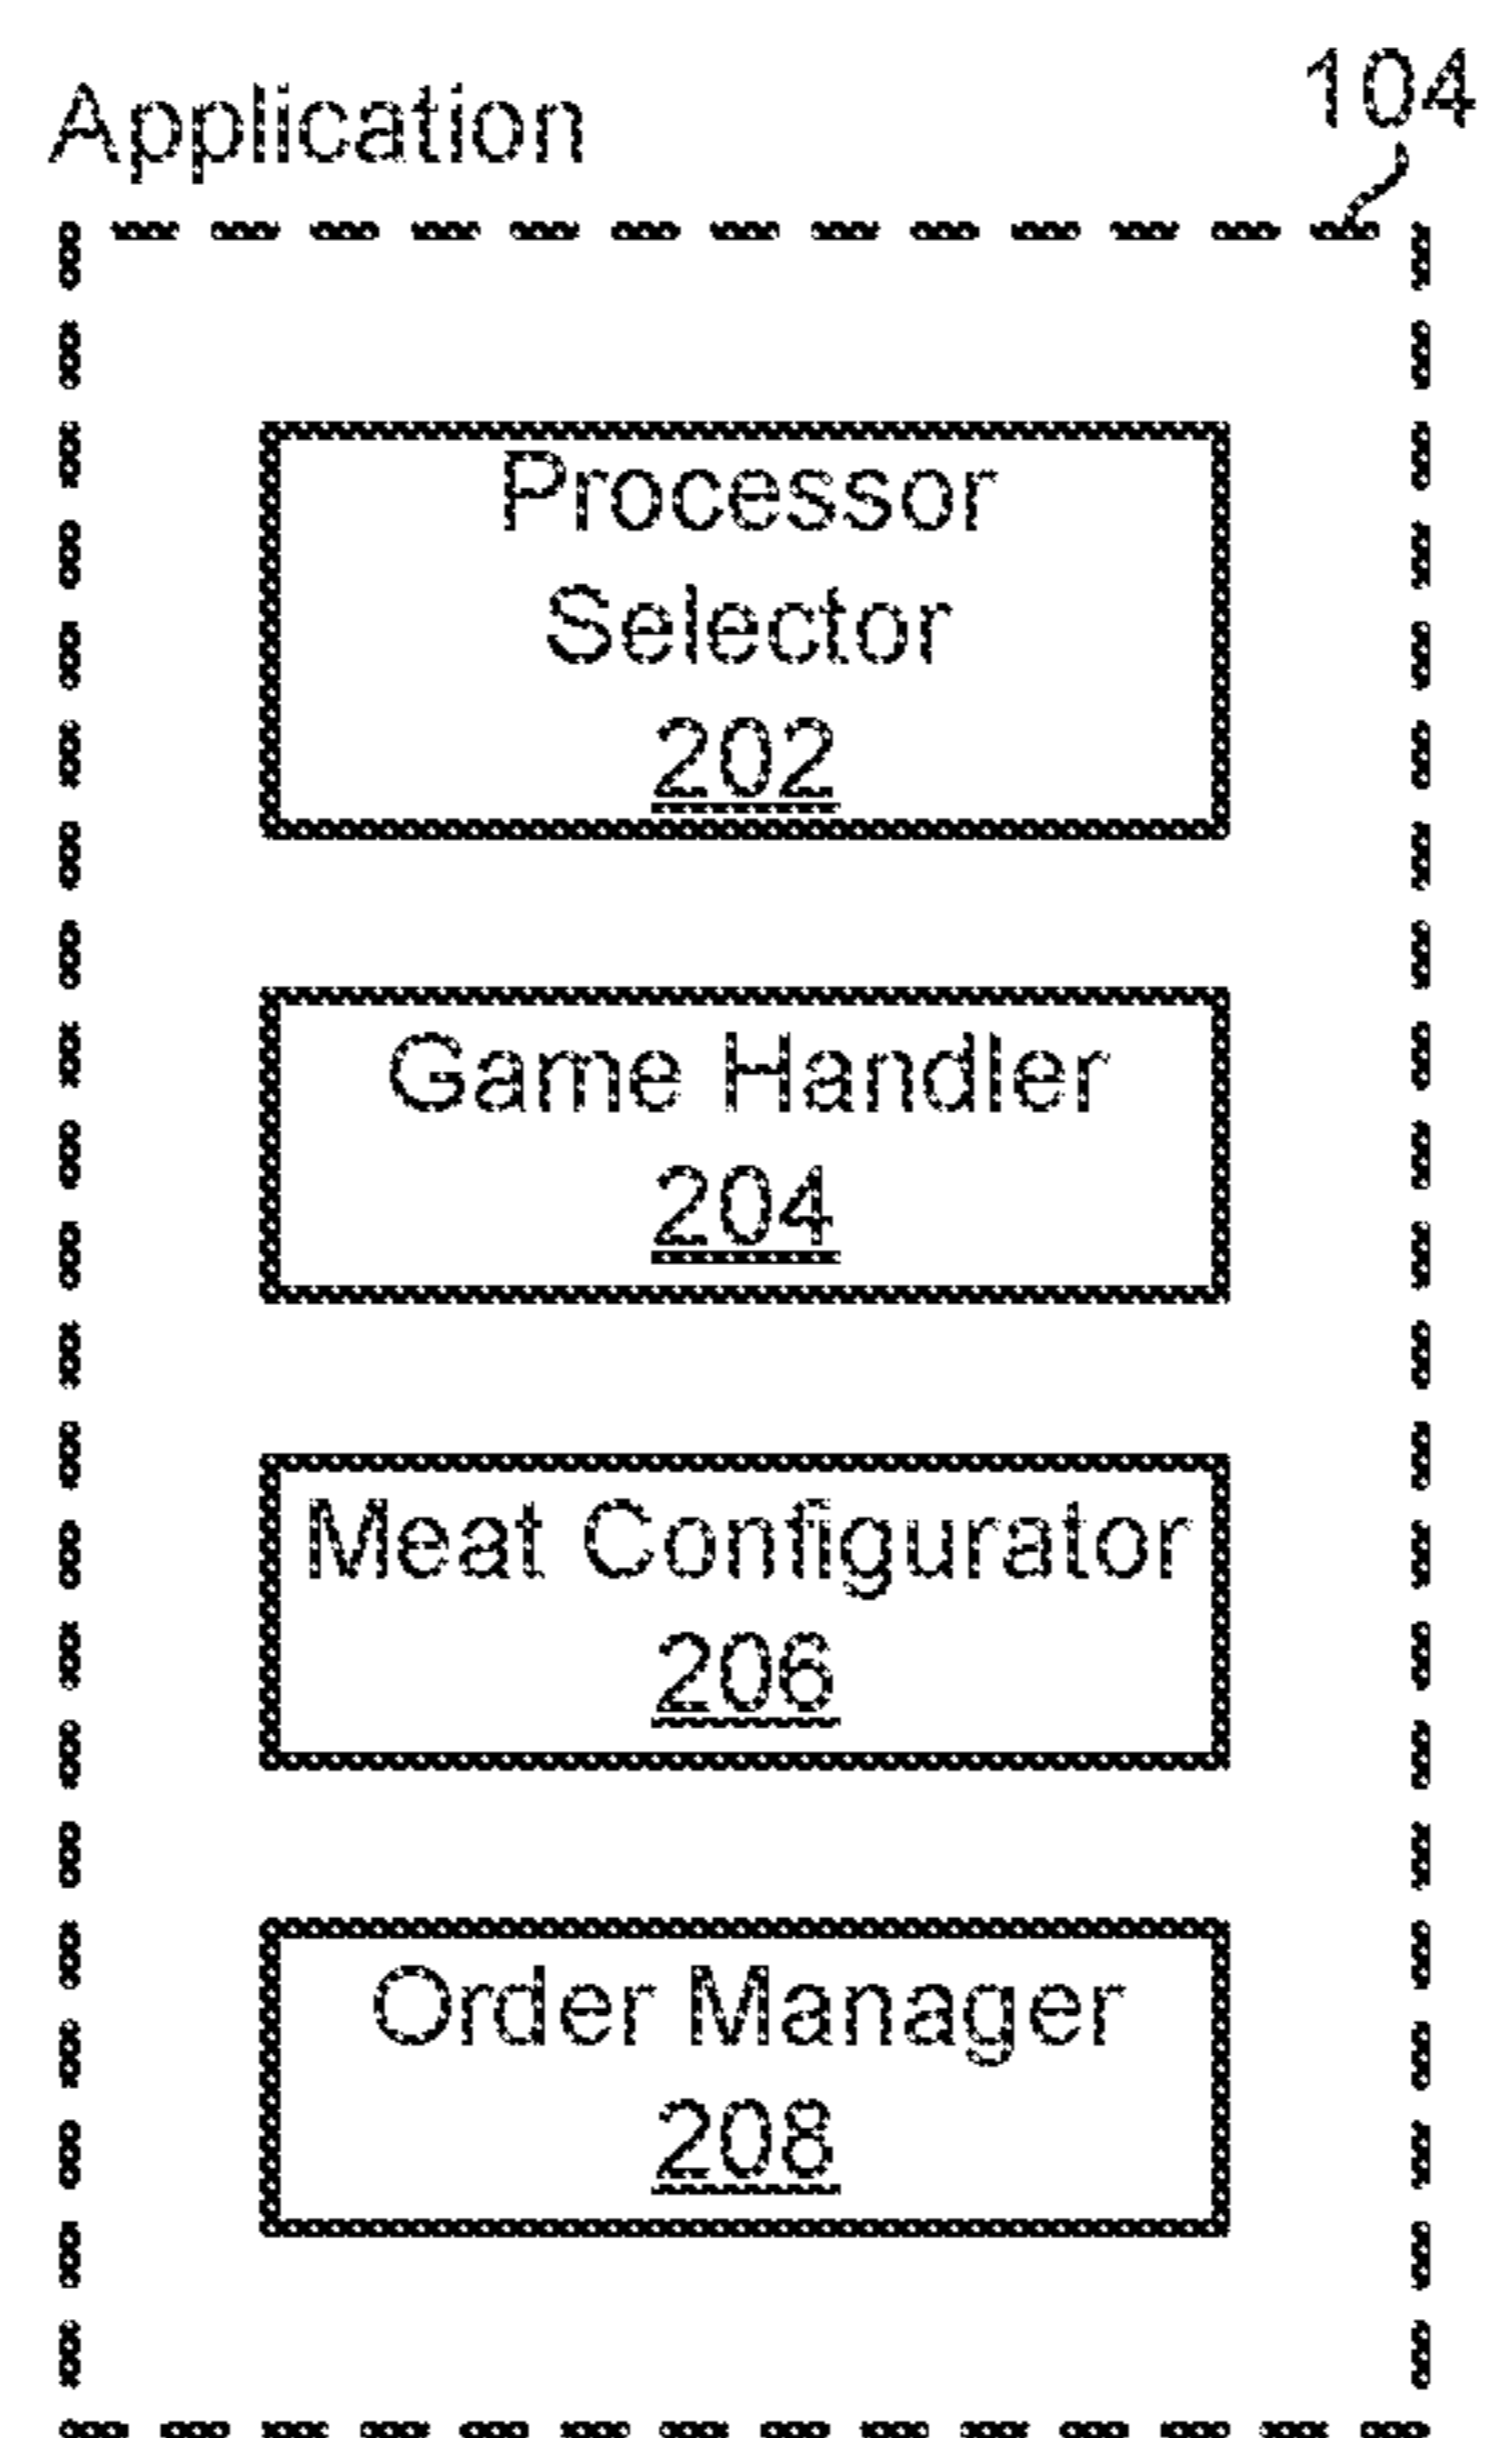 Application
104
Processor
Selector
202
Game Handler
204
Meat Configurator
206
Order Manager
208